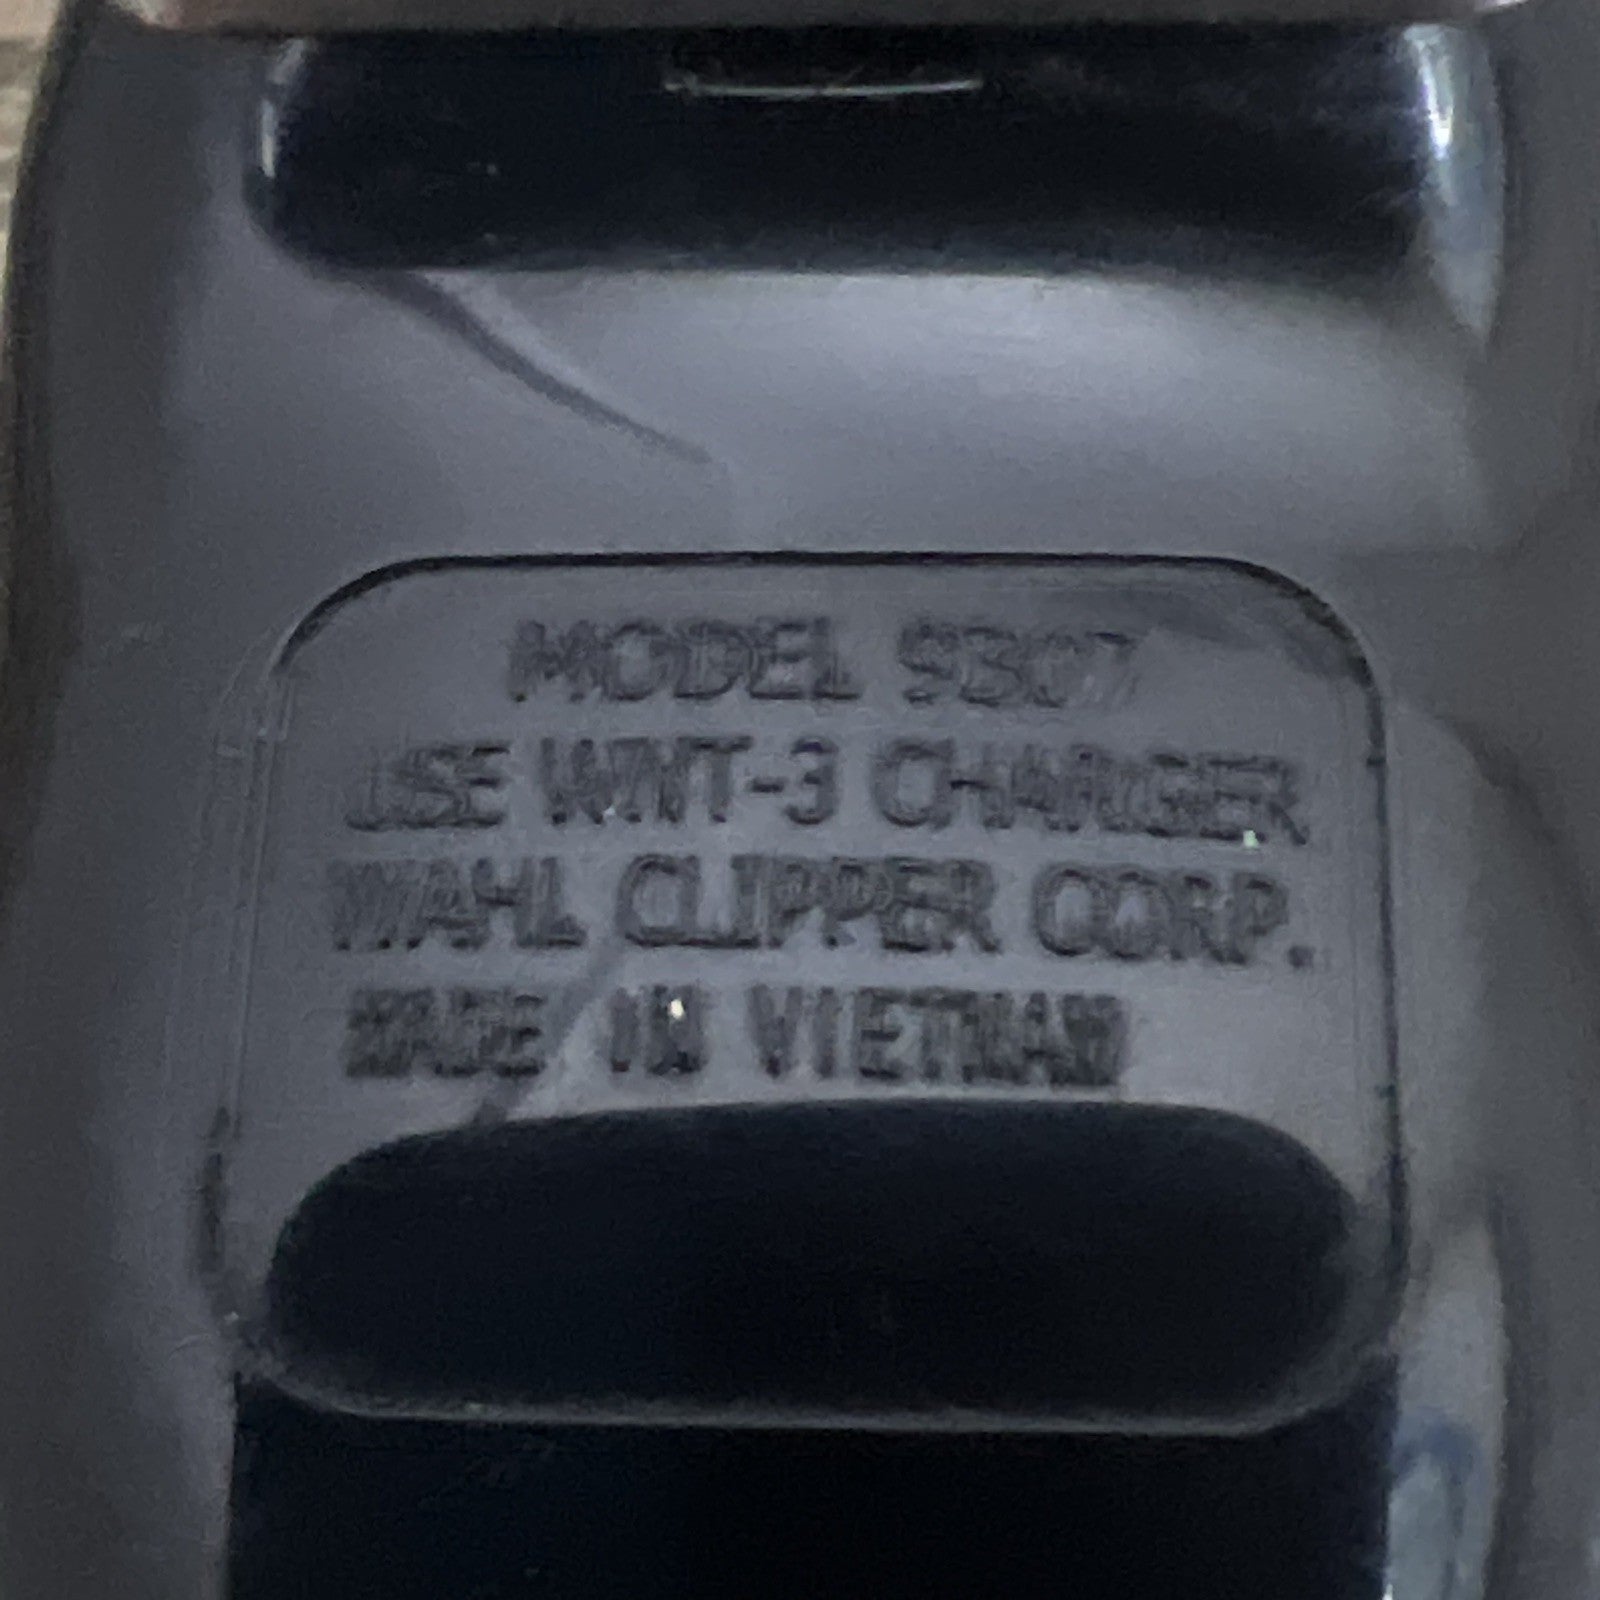 MODEL 9307
USE WNT-3 CHARGER
WAHL CLIPPER CORP.
MADE IN VIETNAM